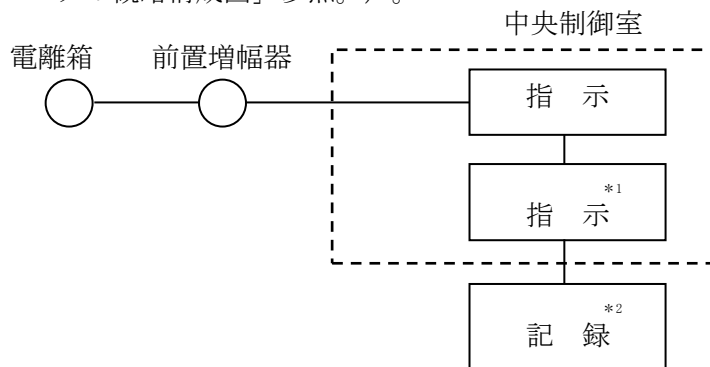 中央制御室
電離箱 前置増幅器
指 示
指 示 *1
記 録 *2